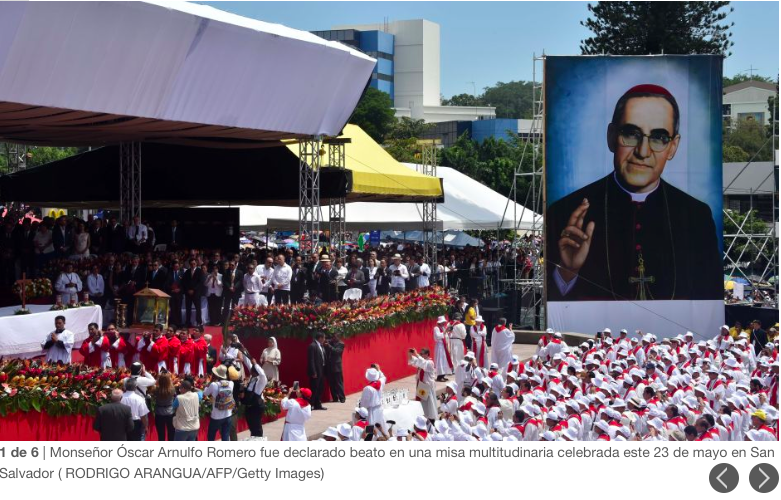 1 de 6 | Monseñor Óscar Arnulfo Romero fue declarado beato en una misa multitudinaria celebrada este 23 de mayo en San
Salvador ( RODRIGO ARANGUA/AFP/Getty Images)